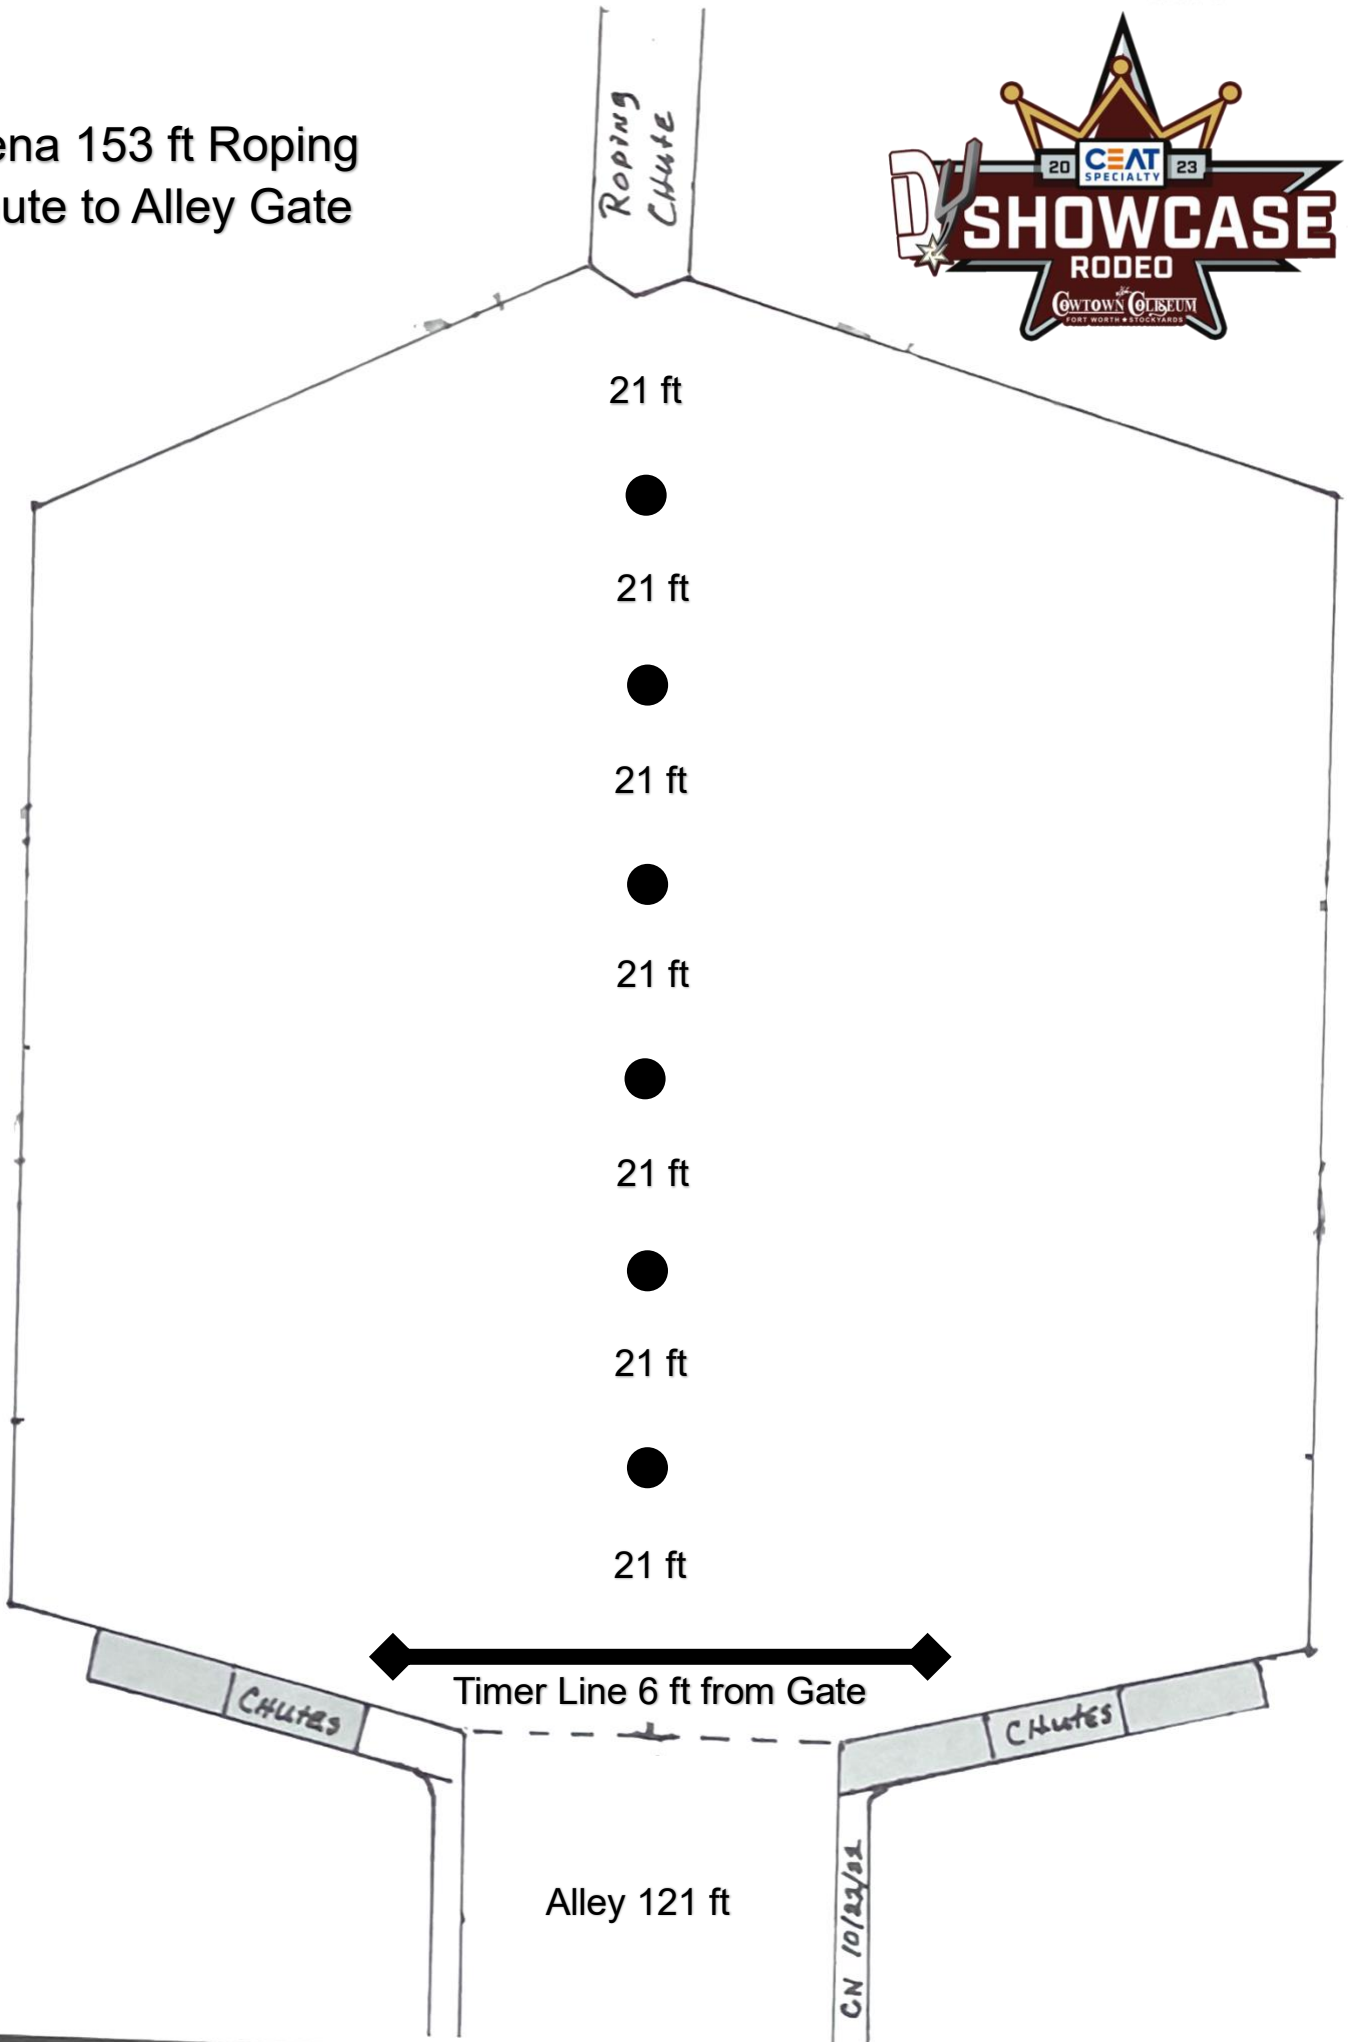 ena 153 ft Roping
ute to Alley Gate
ROPING
CHUTE
20 CEAT 23
SPECIALTY
SHOWCASE
RODEO
COWTOWN COLISEUM
FORT WORTH ★ STOCKYARDS
21 ft
21 ft
21 ft
21 ft
21 ft
21 ft
21 ft
Timer Line 6 ft from Gate
CHUTES
CHUTES
Alley 121 ft
CN 10/22/02